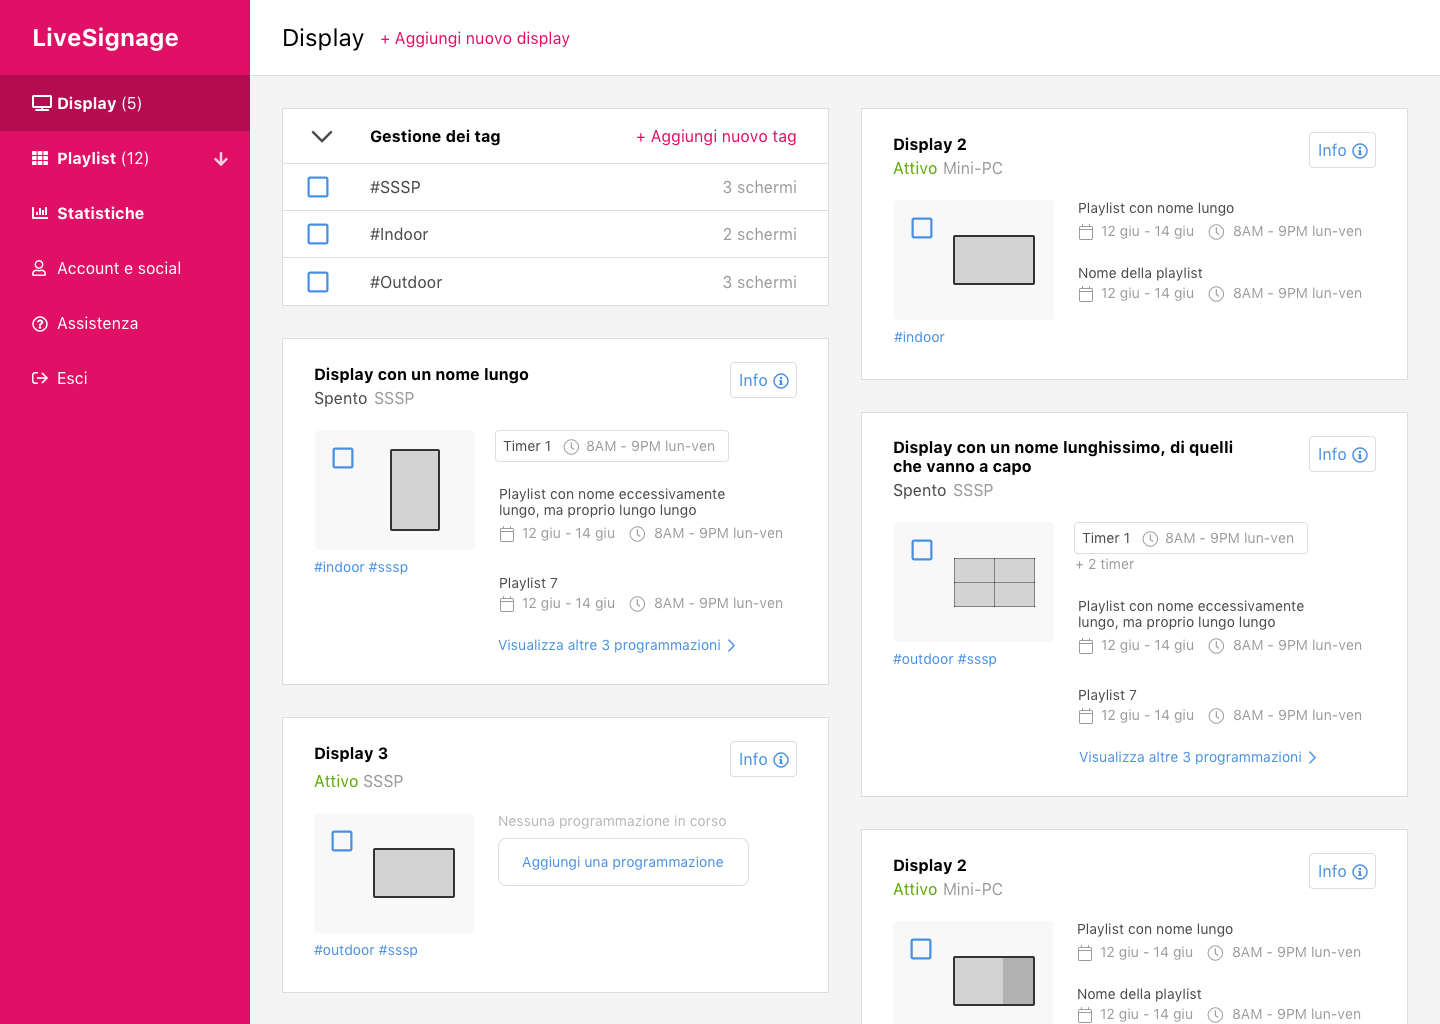 LiveSignage
Display (5)
Playlist (12)
Statistiche
Account e social
Assistenza
Esci
Display + Aggiungi nuovo display
Gestione dei tag + Aggiungi nuovo tag
#SSSP 3 schermi
#Indoor 2 schermi
#Outdoor 3 schermi
Display con un nome lungo
Info
Spento SSSP
Timer 1 8AM - 9PM lun-ven
Playlist con nome eccessivamente
lungo, ma proprio lungo lungo
12 giu - 14 giu 8AM - 9PM lun-ven
#indoor #sssp
Playlist 7
12 giu - 14 giu 8AM - 9PM lun-ven
Visualizza altre 3 programmazioni
Display 3
Info
Attivo SSSP
Nessuna programmazione in corso
Aggiungi una programmazione
#outdoor #sssp
Display 2
Info
Attivo Mini-PC
Playlist con nome lungo
12 giu - 14 giu 8AM - 9PM lun-ven
Nome della playlist
12 giu - 14 giu 8AM - 9PM lun-ven
#indoor
Display con un nome lunghissimo, di quelli
che vanno a capo
Info
Spento SSSP
Timer 1 8AM - 9PM lun-ven
+ 2 timer
Playlist con nome eccessivamente
lungo, ma proprio lungo lungo
12 giu - 14 giu 8AM - 9PM lun-ven
#outdoor #sssp
Playlist 7
12 giu - 14 giu 8AM - 9PM lun-ven
Visualizza altre 3 programmazioni
Display 2
Info
Attivo Mini-PC
Playlist con nome lungo
12 giu - 14 giu 8AM - 9PM lun-ven
Nome della playlist
12 giu - 14 giu 8AM - 9PM lun-ven